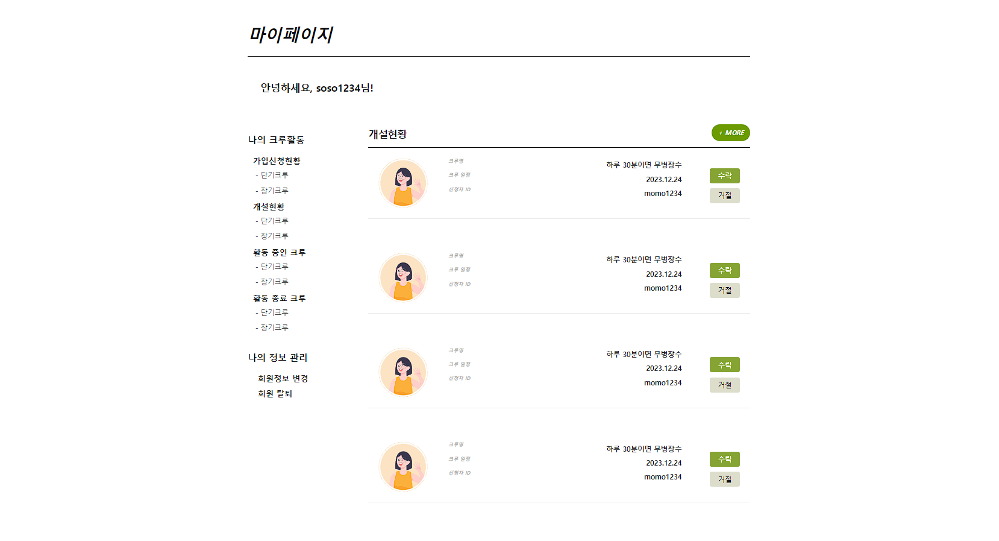 마이페이지
안녕하세요, soso1234님!
나의 크루활동
가입신청현황
- 단기크루
- 장기크루
개설현황
- 단기크루
- 장기크루
활동 중인 크루
- 단기크루
- 장기크루
활동 종료 크루
- 단기크루
- 장기크루
나의 정보 관리
회원정보 변경
회원 탈퇴
개설현황
+ MORE
크루명 하루 30분이면 무병장수
크루 일정 2023.12.24
신청자 ID momo1234
수락
거절
크루명 하루 30분이면 무병장수
크루 일정 2023.12.24
신청자 ID momo1234
수락
거절
크루명 하루 30분이면 무병장수
크루 일정 2023.12.24
신청자 ID momo1234
수락
거절
크루명 하루 30분이면 무병장수
크루 일정 2023.12.24
신청자 ID momo1234
수락
거절